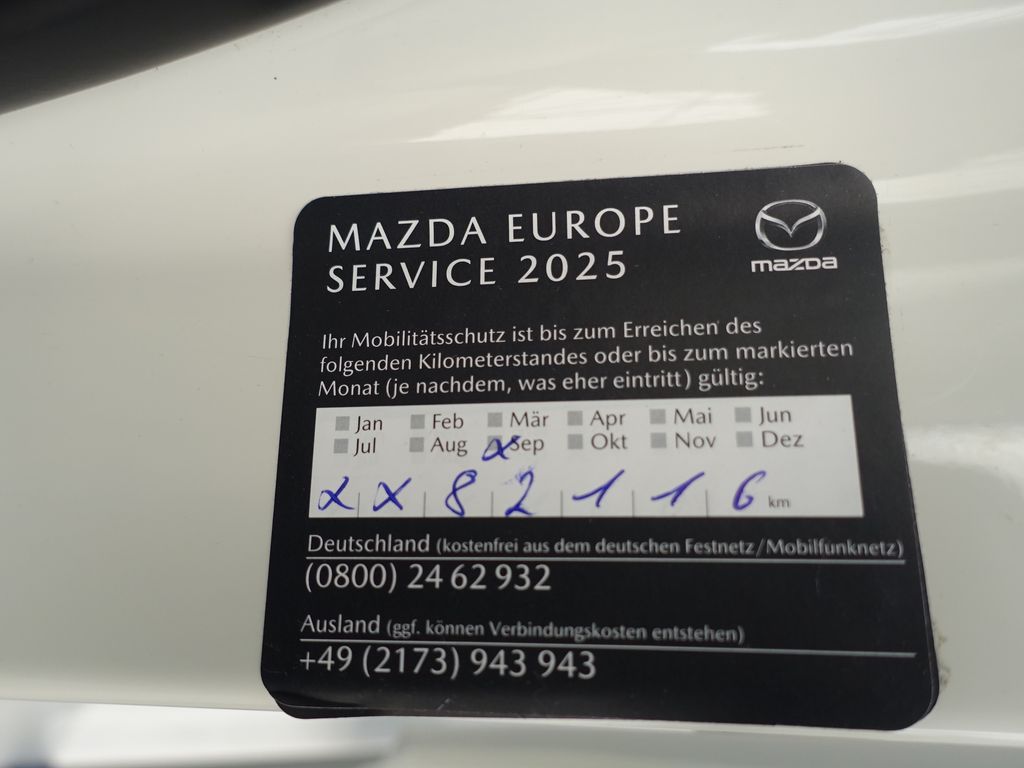 MAZDA EUROPE
SERVICE 2025
mazda
Ihr Mobilitätsschutz ist bis zum Erreichen des
folgenden Kilometerstandes oder bis zum markierten
Monat (je nachdem, was eher eintritt) gültig:
Jan Feb Mär Apr Mai Jun
Jul Aug Sep Okt Nov Dez
x x 8 2 1 1 6 km
Deutschland (kostenfrei aus dem deutschen Festnetz/Mobilfunknetz)
(0800) 24 62 932
Ausland (ggf. können Verbindungskosten entstehen)
+49 (2173) 943 943